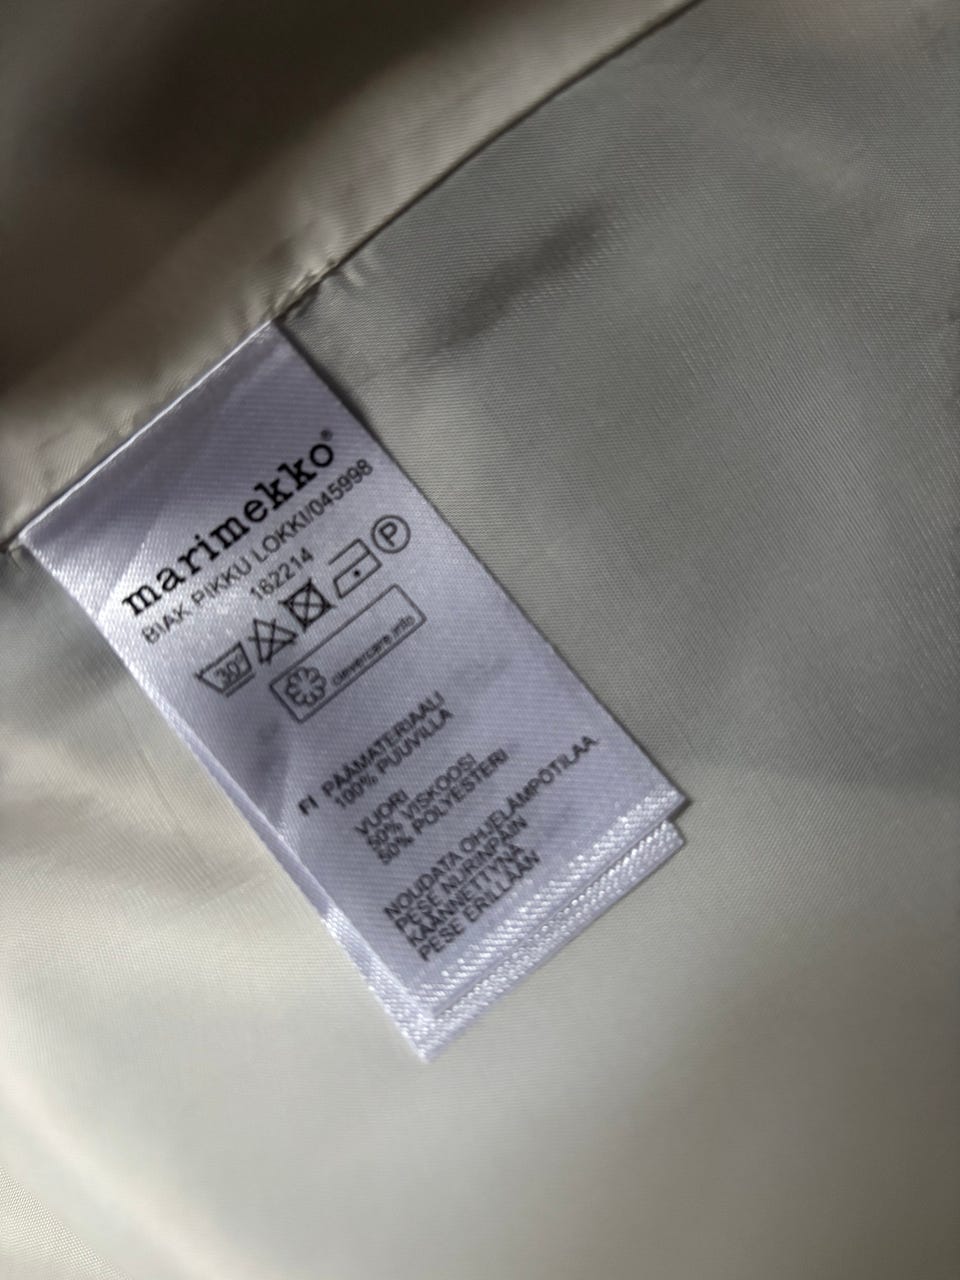 marimekko®
BIAK PIKKU LOKKI/045998
162214
30°
P
clevercare.info
FI PÄÄMATERIAALI
100% PUUVILLA
VUORI
50% VISKOOSI
50% POLYESTERI
NOUDATA OHJELÄMPÖTILAA
PESE NURINPÄIN
KÄÄNNETTYNÄ
PESE ERILLÄÄN